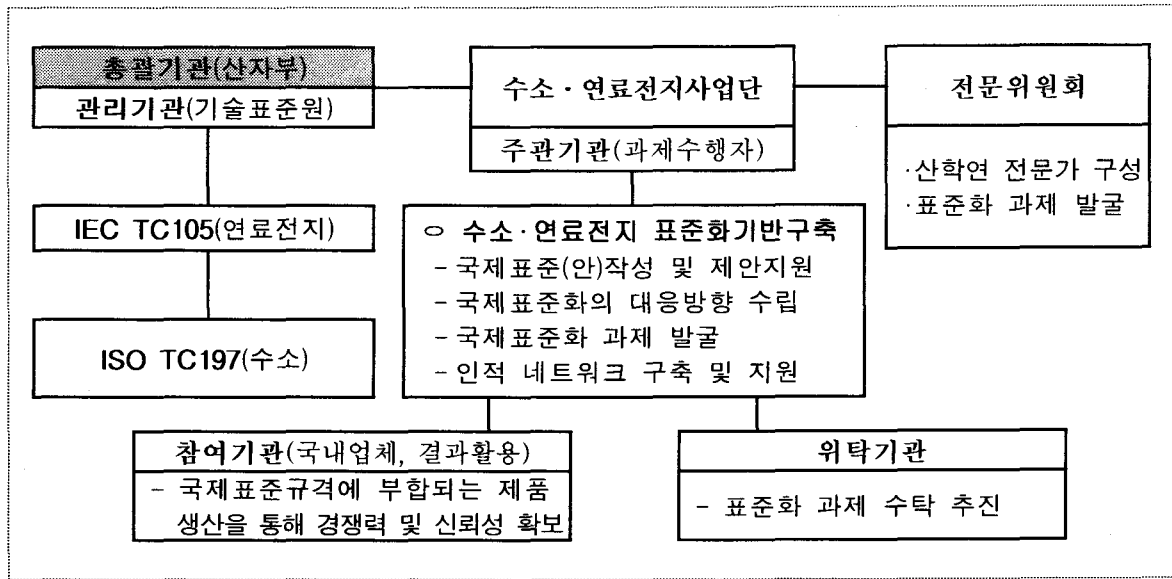 총괄기관(산자부)
관리기관(기술표준원)
수소·연료전지사업단
주관기관(과제수행자)
전문위원회
·산학연 전문가 구성
·표준화 과제 발굴
IEC TC105(연료전지)
ISO TC197(수소)
○ 수소·연료전지 표준화기반구축
- 국제표준(안)작성 및 제안지원
- 국제표준화의 대응방향 수립
- 국제표준화 과제 발굴
- 인적 네트워크 구축 및 지원
참여기관(국내업체, 결과활용)
- 국제표준규격에 부합되는 제품
생산을 통해 경쟁력 및 신뢰성 확보
위탁기관
- 표준화 과제 수탁 추진